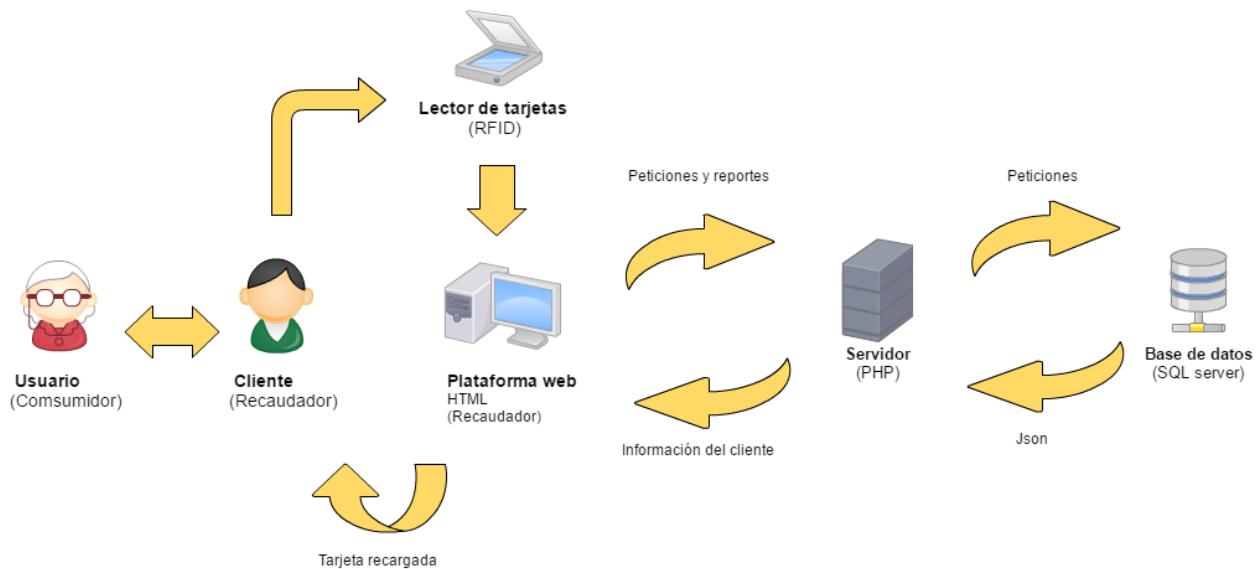 Lector de tarjetas
(RFID)
Peticiones y reportes
Peticiones
Usuario
(Comsumidor)
Cliente
(Recaudador)
Plataforma web
HTML
(Recaudador)
Servidor
(PHP)
Base de datos
(SQL server)
Información del cliente
Json
Tarjeta recargada